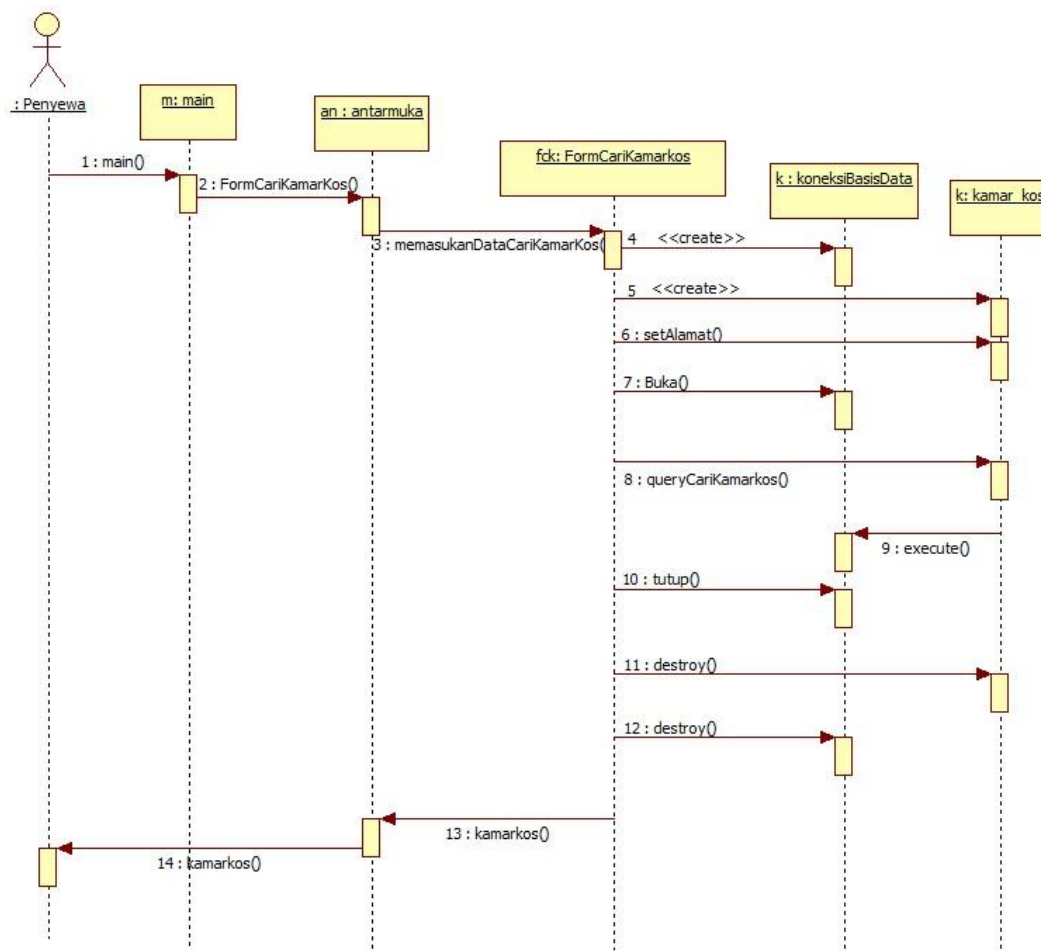 : Penyewa
m: main
an : antarmuka
fck: FormCariKamarkos
k : koneksiBasisData
k: kamar_kos
1 : main()
2 : FormCariKamarKos()
3 : memasukanDataCariKamarKos(
4 <<create>>
5 <<create>>
6 : setAlamat()
7 : Buka()
8 : queryCariKamarkos()
9 : execute()
10 : tutup()
11 : destroy()
12 : destroy()
13 : kamarkos()
14 : kamarkos()